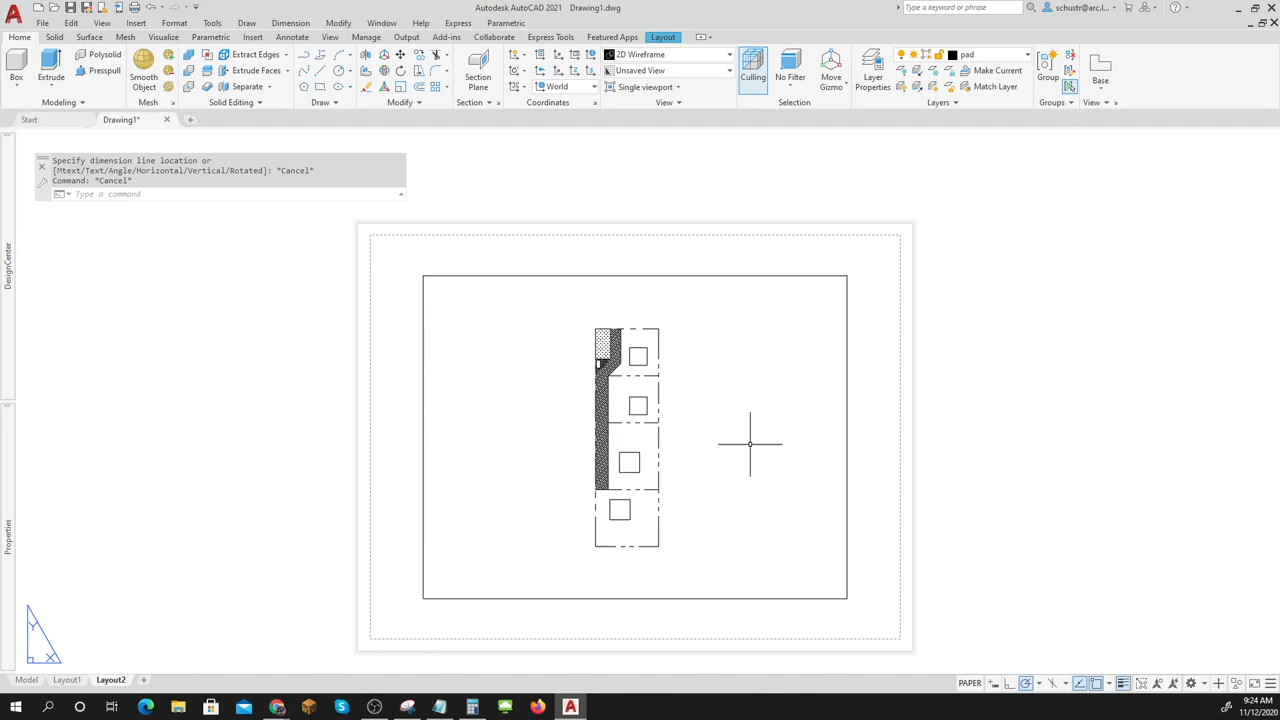 Autodesk AutoCAD 2021 Drawing1.dwg
Type a keyword or phrase
schustr@arc.l...
File Edit View Insert Format Tools Draw Dimension Modify Window Help Express Parametric
Home Solid Surface Mesh Visualize Parametric Insert Annotate View Manage Output Add-ins Collaborate Express Tools Featured Apps Layout
Polysolid
Presspull
Box
Extrude
Smooth
Object
Extract Edges
Extrude Faces
Separate
Section
Plane
World
2D Wireframe
Unsaved View
Single viewport
Culling
No Filter
Move
Gizmo
Layer
Properties
pad
Make Current
Match Layer
Group
Base
Modeling Mesh Solid Editing Draw Modify Section Coordinates View Selection Layers Groups View
Start Drawing1*
Specify dimension line location or
[Mtext/Text/Angle/Horizontal/Vertical/Rotated]: *Cancel*
Command: *Cancel*
Type a command
DesignCenter
Properties
Y
X
Model Layout1 Layout2
PAPER
9:24 AM
11/12/2020